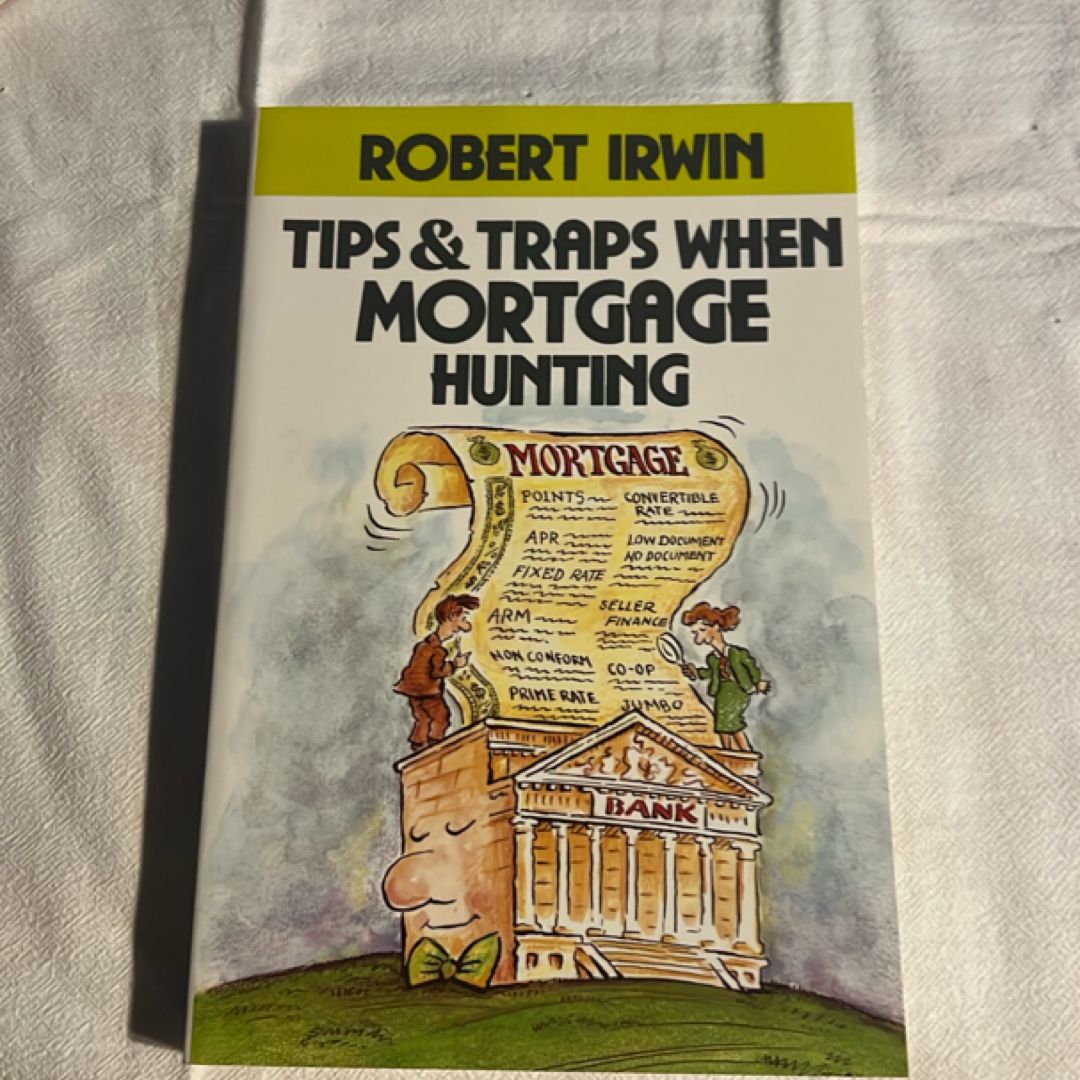 ROBERT IRWIN
TIPS & TRAPS WHEN
MORTGAGE
HUNTING
MORTGAGE
POINTS
APR
FIXED RATE
ARM
NON CONFORM
PRIME RATE
CONVERTIBLE
RATE
LOW DOCUMENT
NO DOCUMENT
SELLER
FINANCE
CO-OP
JUMBO
BANK